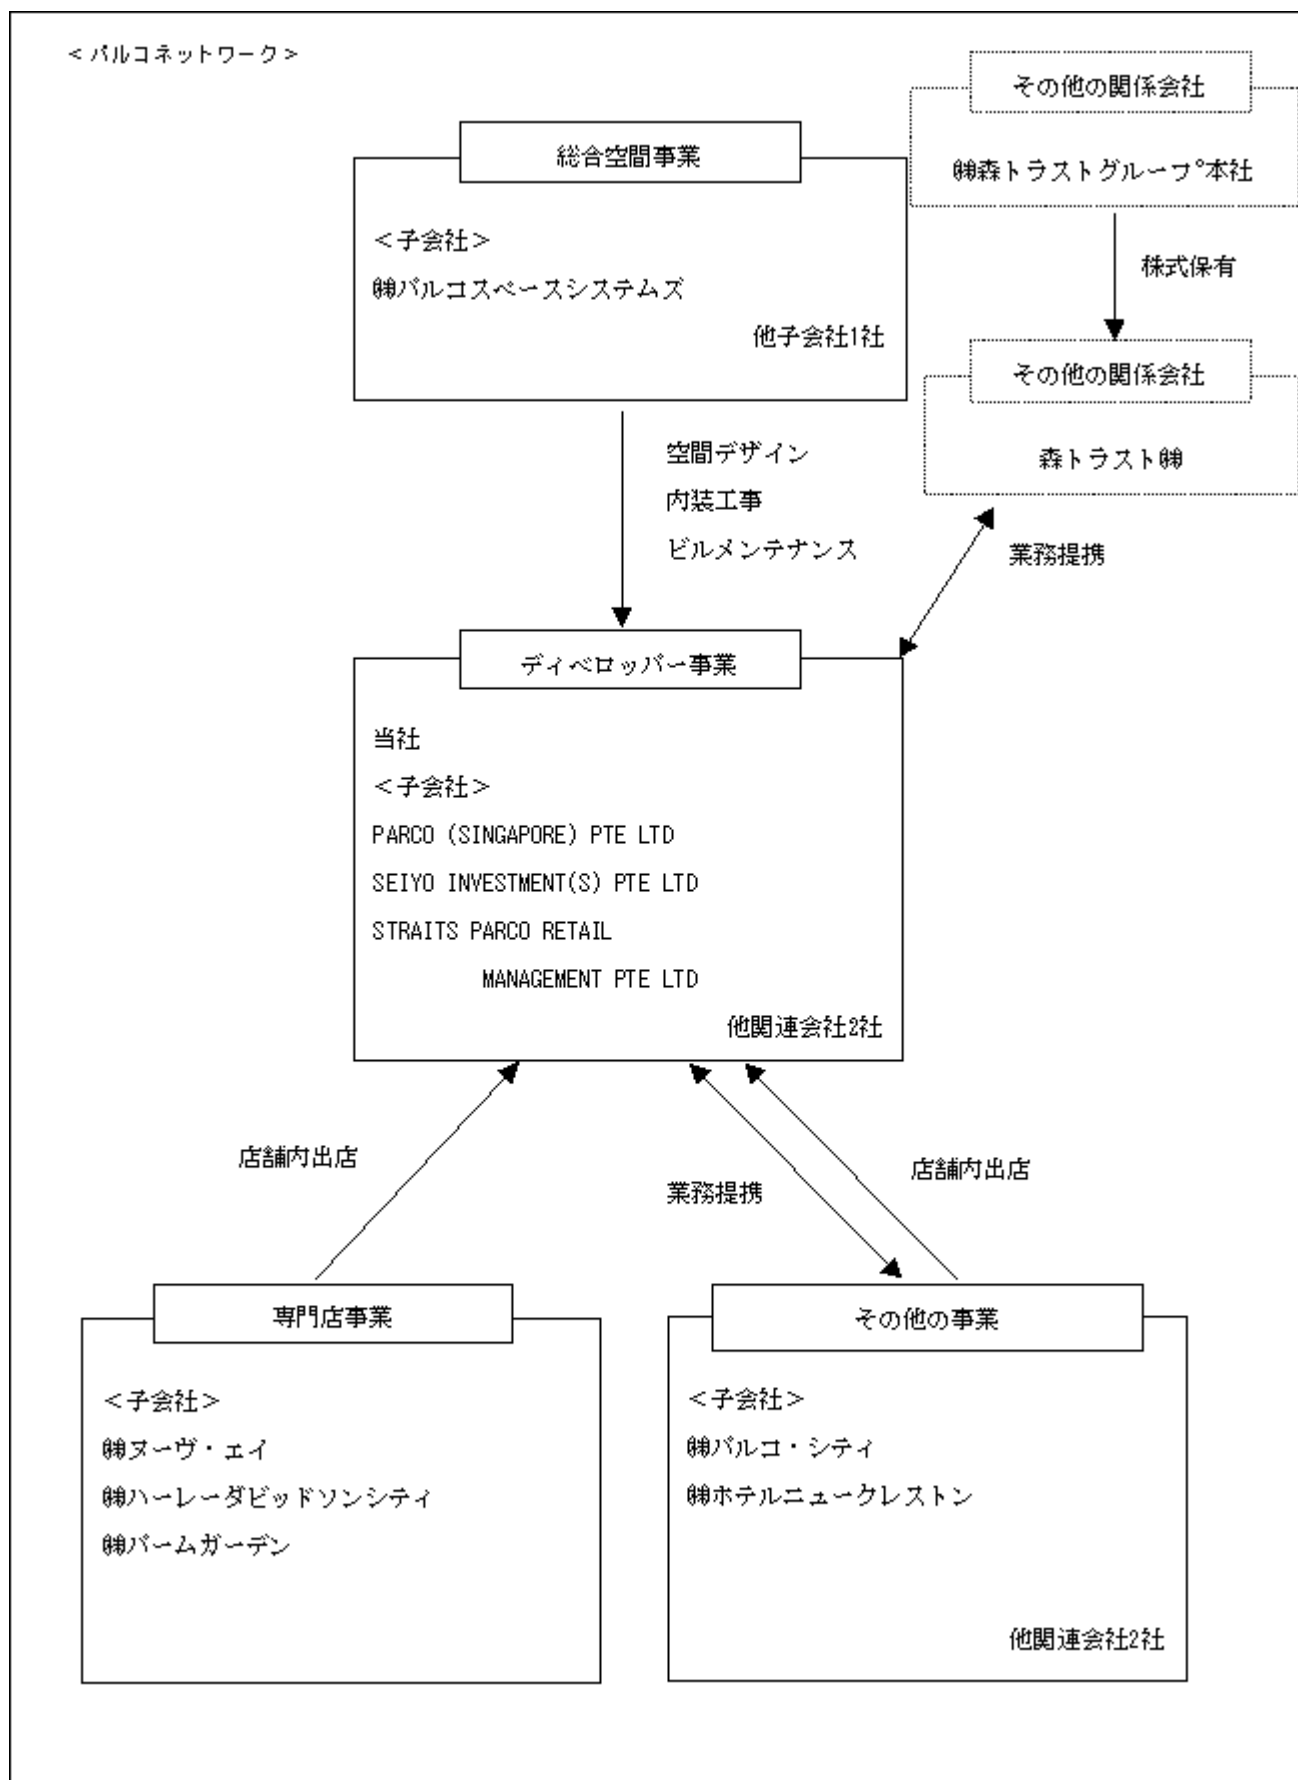 ＜パルコネットワーク＞
その他の関係会社
㈱森トラストグループ本社
株式保有
その他の関係会社
森トラスト㈱
業務提携
総合空間事業
＜子会社＞
㈱パルコスペースシステムズ
他子会社1社
空間デザイン
内装工事
ビルメンテナンス
ディベロッパー事業
当社
＜子会社＞
PARCO (SINGAPORE) PTE LTD
SEIYO INVESTMENT(S) PTE LTD
STRAITS PARCO RETAIL
MANAGEMENT PTE LTD
他関連会社2社
店舗内出店
業務提携
店舗内出店
専門店事業
＜子会社＞
㈱ヌーヴ・エイ
㈱ハーレーダビッドソンシティ
㈱パームガーデン
その他の事業
＜子会社＞
㈱パルコ・シティ
㈱ホテルニュークレストン
他関連会社2社